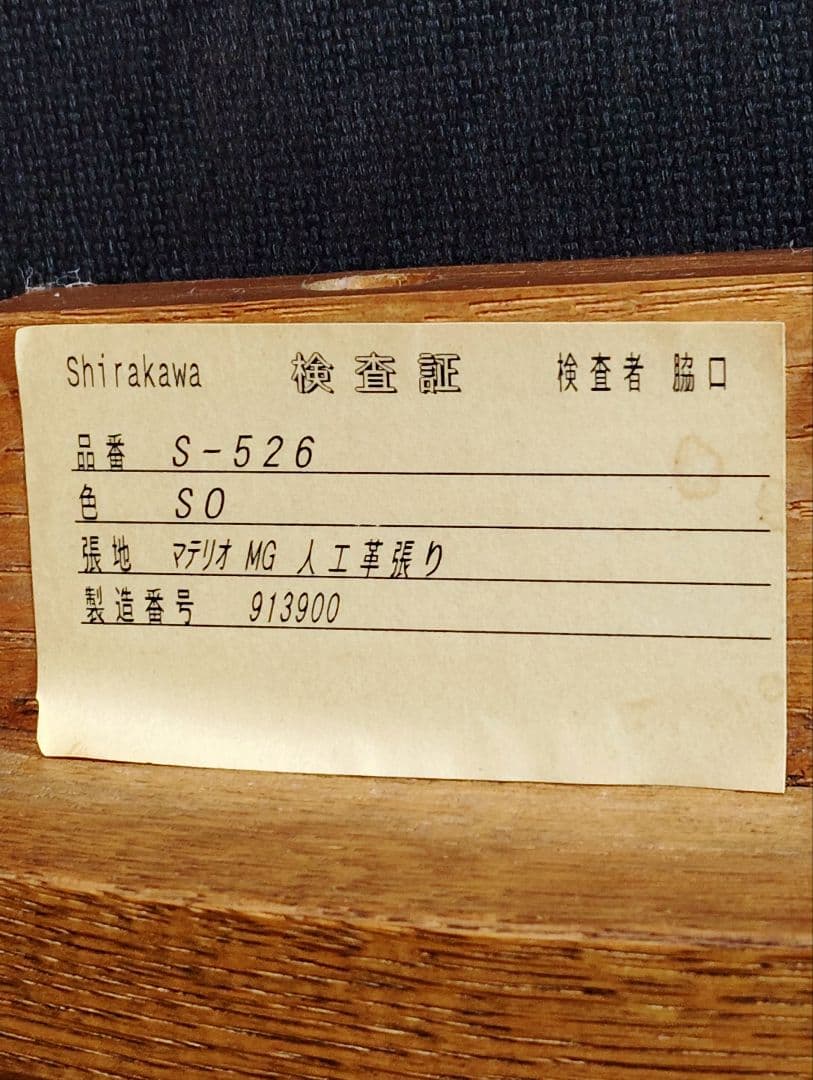 Shirakawa 検査証 検査者 脇口
品番 S-526
色 SO
張地 マテリオ MG 人工革張り
製造番号 913900